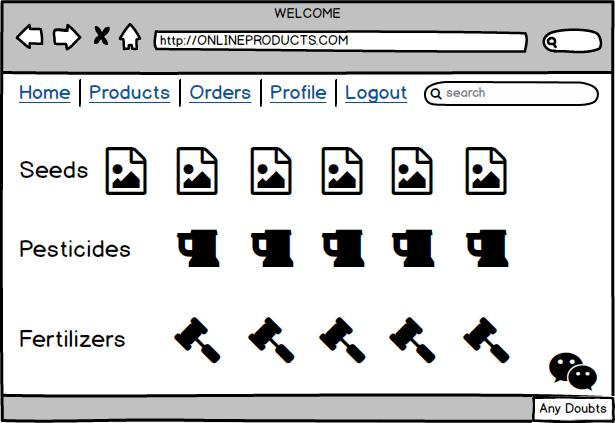 WELCOME
http://ONLINEPRODUCTS.COM
Home Products Orders Profile Logout search
Seeds
Pesticides
Fertilizers
Any Doubts